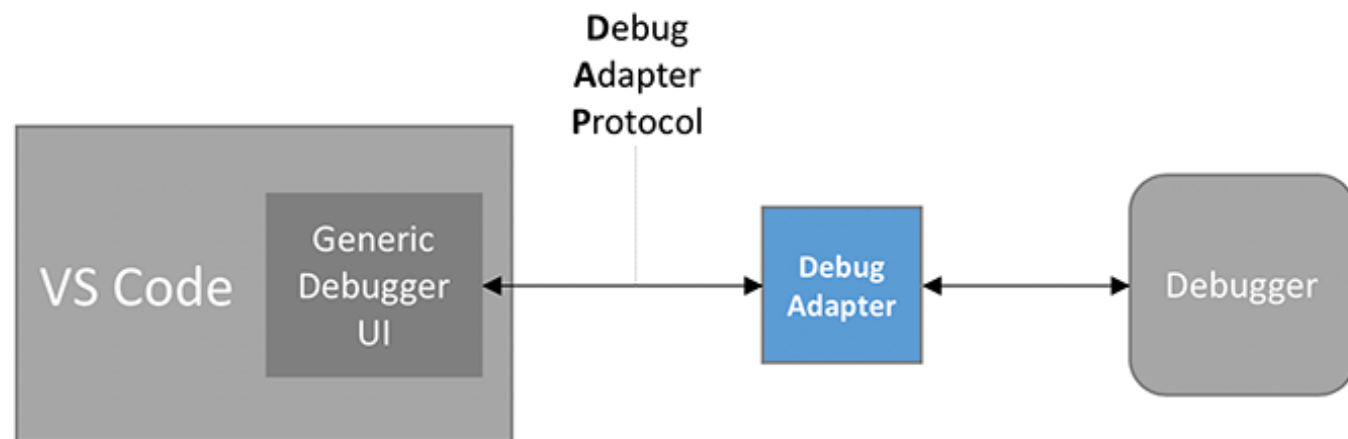 Debug
Adapter
Protocol
VS Code
Generic
Debugger
UI
Debug
Adapter
Debugger